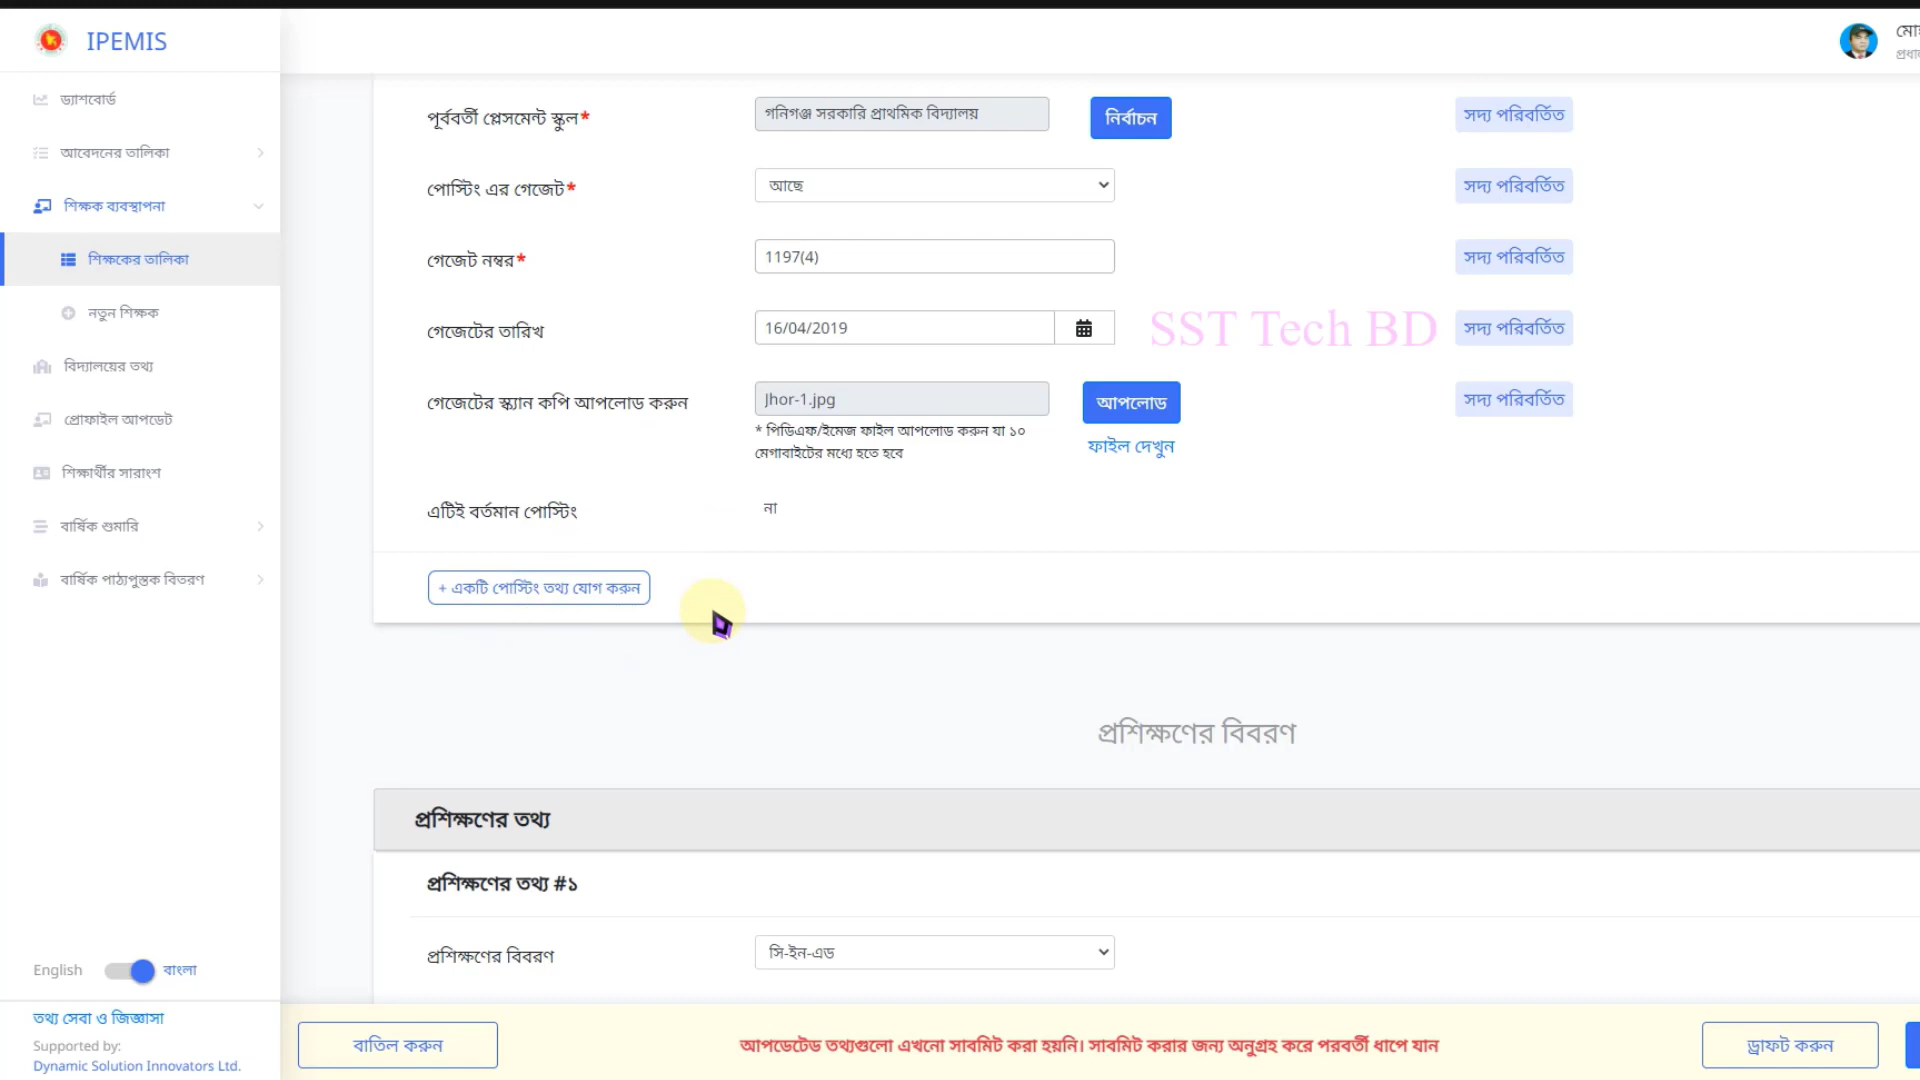 IPEMIS
ড্যাশবোর্ড
আবেদনের তালিকা
শিক্ষক ব্যবস্থাপনা
শিক্ষকের তালিকা
নতুন শিক্ষক
বিদ্যালয়ের তথ্য
প্রোফাইল আপডেট
শিক্ষার্থীর সারাংশ
বার্ষিক শুমারি
বার্ষিক পাঠ্যপুস্তক বিতরণ
English বাংলা
তথ্য সেবা ও জিজ্ঞাসা
Supported by:
Dynamic Solution Innovators Ltd.
পূর্ববর্তী প্লেসমেন্ট স্কুল* গনিগঞ্জ সরকারি প্রাথমিক বিদ্যালয় নির্বাচন সদ্য পরিবর্তিত
পোস্টিং এর গেজেট* আছে সদ্য পরিবর্তিত
গেজেট নম্বর* 1197(4) সদ্য পরিবর্তিত
গেজেটের তারিখ 16/04/2019 SST Tech BD সদ্য পরিবর্তিত
গেজেটের স্ক্যান কপি আপলোড করুন Jhor-1.jpg আপলোড সদ্য পরিবর্তিত
* পিডিএফ/ইমেজ ফাইল আপলোড করুন যা ১০
মেগাবাইটের মধ্যে হতে হবে
ফাইল দেখুন
এটিই বর্তমান পোস্টিং না
+ একটি পোস্টিং তথ্য যোগ করুন
প্রশিক্ষণের বিবরণ
প্রশিক্ষণের তথ্য
প্রশিক্ষণের তথ্য #১
প্রশিক্ষণের বিবরণ সি-ইন-এড
বাতিল করুন আপডেটেড তথ্যগুলো এখনো সাবমিট করা হয়নি। সাবমিট করার জন্য অনুগ্রহ করে পরবর্তী ধাপে যান ড্রাফট করুন